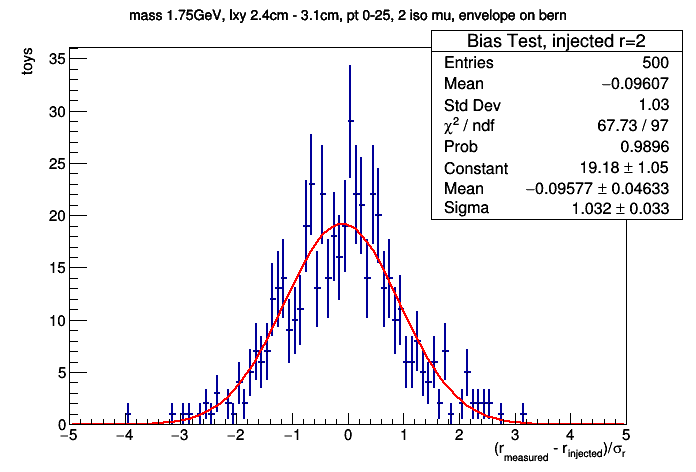 mass 1.75GeV, lxy 2.4cm - 3.1cm, pt 0-25, 2 iso mu, envelope on bern
toys
Bias Test, injected r=2
Entries 500
Mean −0.09607
Std Dev 1.03
χ² / ndf 67.73 / 97
Prob 0.9896
Constant 19.18 ± 1.05
Mean −0.09577 ± 0.04633
Sigma 1.032 ± 0.033
35
30
25
20
15
10
5
0
−5 −4 −3 −2 −1 0 1 2 3 4 5
(r_measured - r_injected)/σ_r